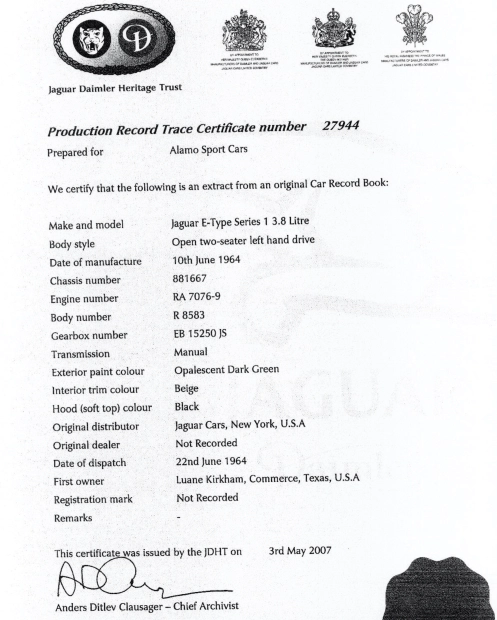 Jaguar Daimler Heritage Trust
Production Record Trace Certificate number 27944
Prepared for Alamo Sport Cars
We certify that the following is an extract from an original Car Record Book:
Make and model Jaguar E-Type Series 1 3.8 Litre
Body style Open two-seater left hand drive
Date of manufacture 10th June 1964
Chassis number 881667
Engine number RA 7076-9
Body number R 8583
Gearbox number EB 15250 JS
Transmission Manual
Exterior paint colour Opalescent Dark Green
Interior trim colour Beige
Hood (soft top) colour Black
Original distributor Jaguar Cars, New York, U.S.A
Original dealer Not Recorded
Date of dispatch 22nd June 1964
First owner Luane Kirkham, Commerce, Texas, U.S.A
Registration mark Not Recorded
Remarks -
This certificate was issued by the JDHT on 3rd May 2007
Anders Ditlev Clausager – Chief Archivist